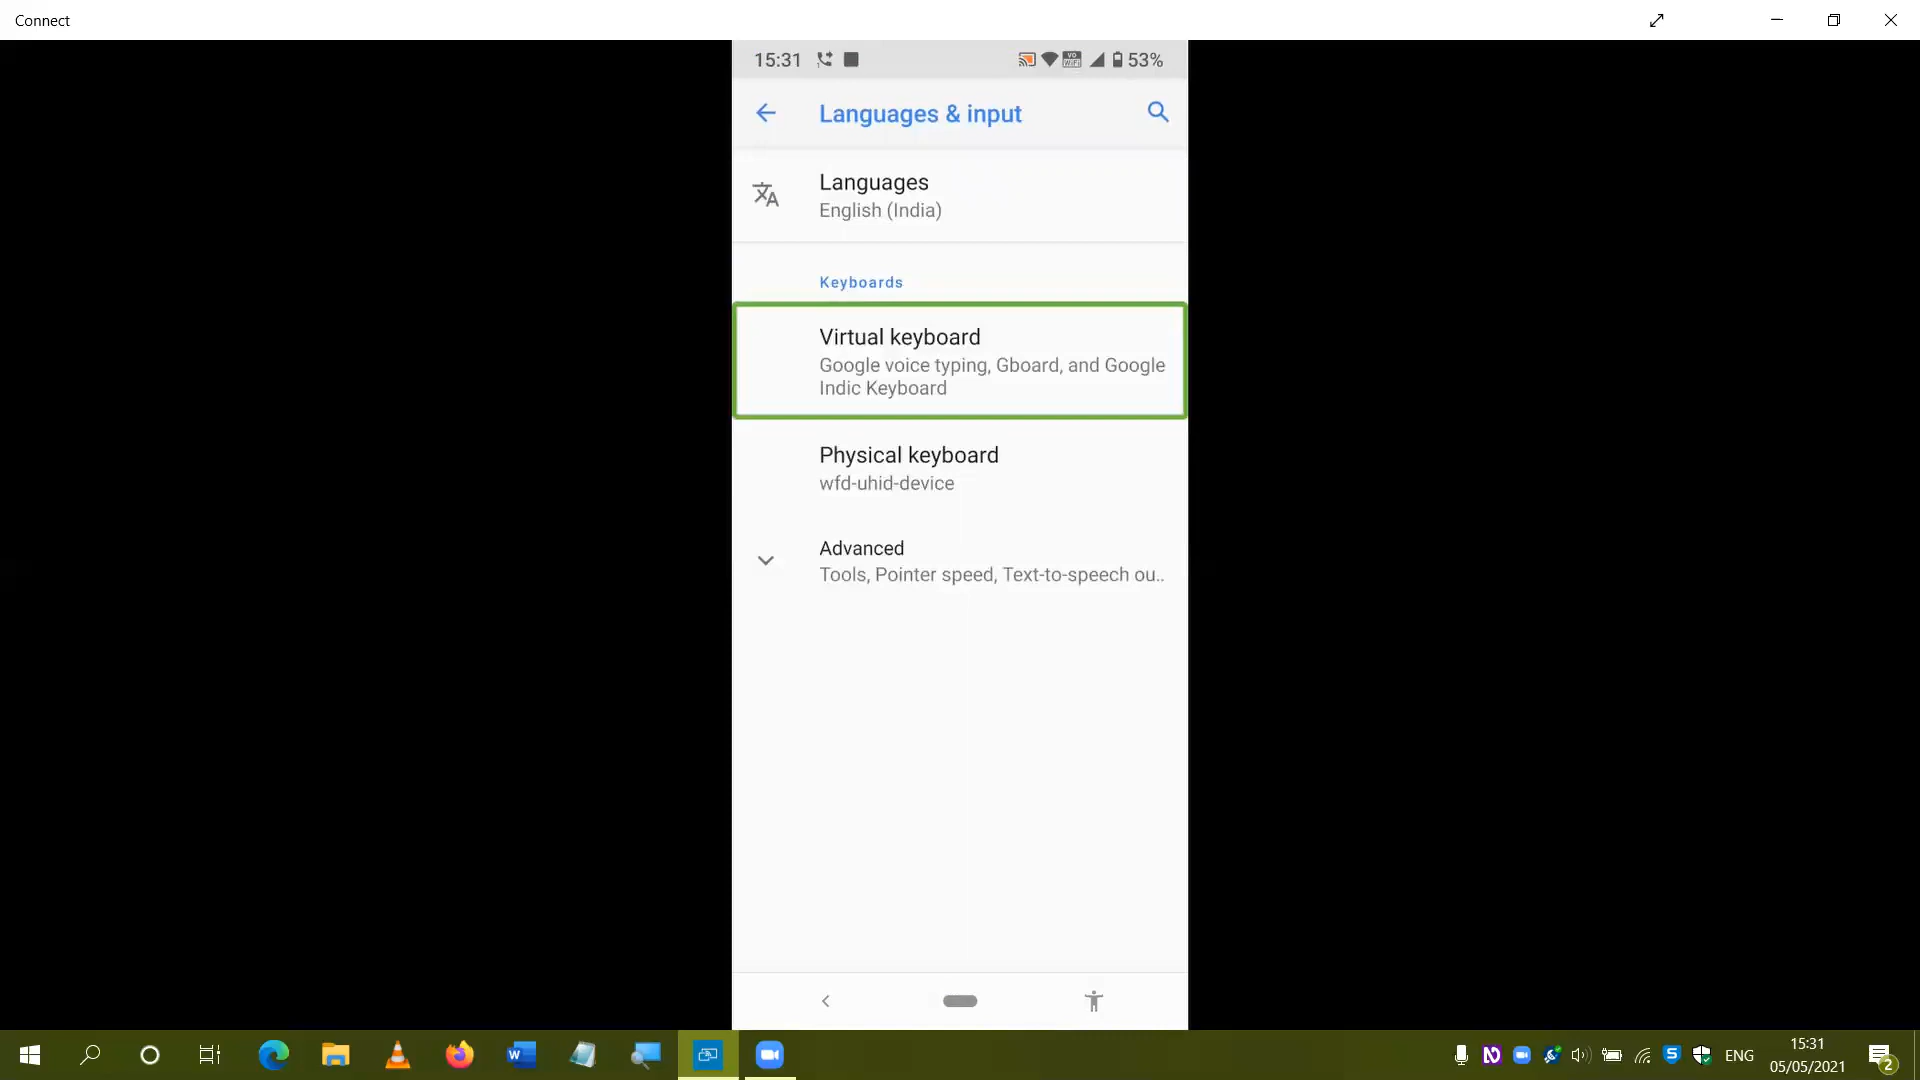 Connect
15:31
53%
Languages & input
Languages
English (India)
Keyboards
Virtual keyboard
Google voice typing, Gboard, and Google
Indic Keyboard
Physical keyboard
wfd-uhid-device
Advanced
Tools, Pointer speed, Text-to-speech ou..
ENG
15:31
05/05/2021
2